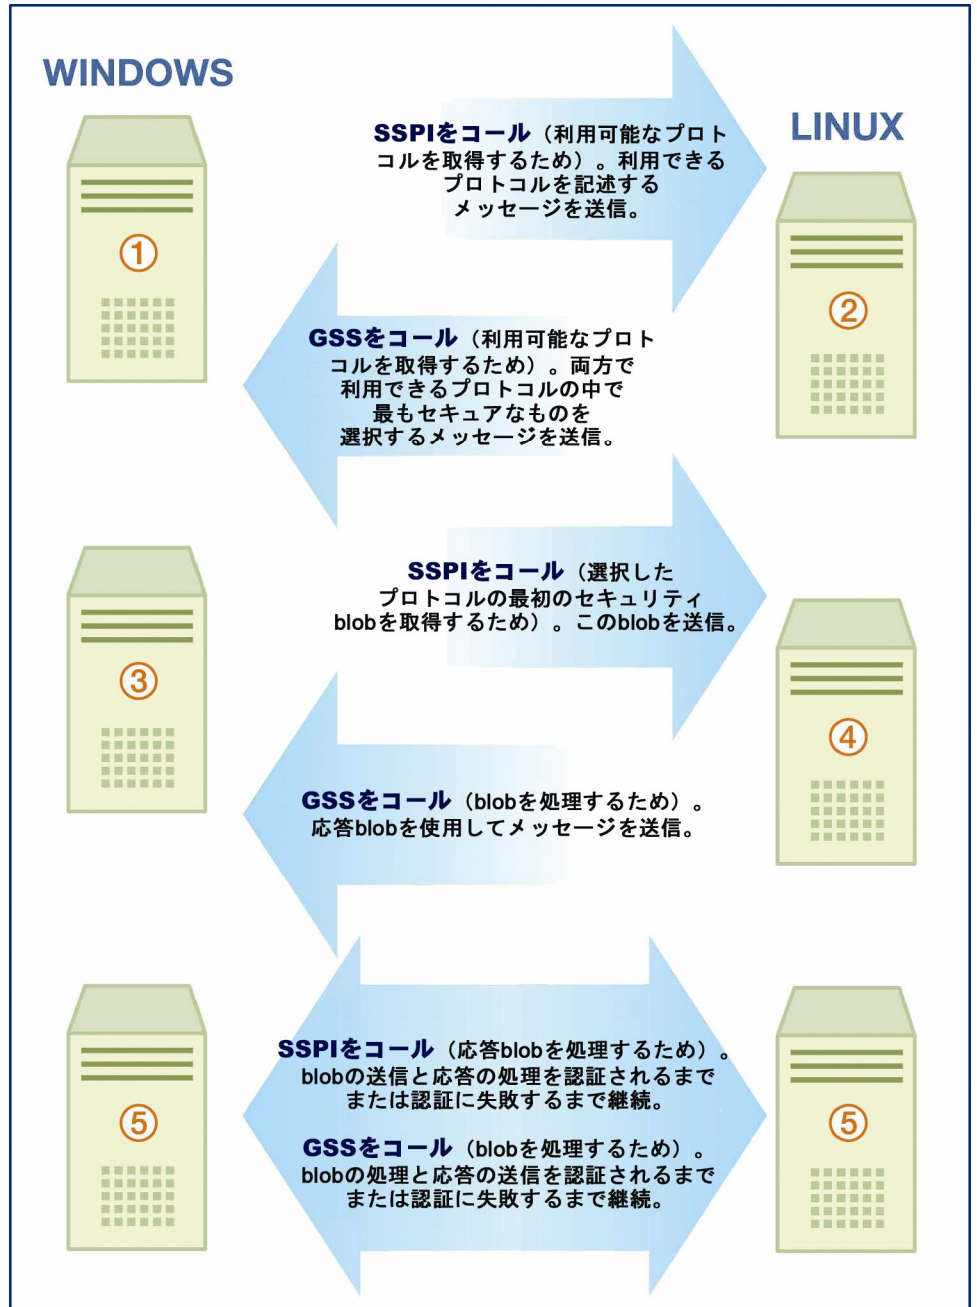 WINDOWS
LINUX
SSPIをコール（利用可能なプロト
コルを取得するため）。利用できる
プロトコルを記述する
メッセージを送信。
①
②
GSSをコール（利用可能なプロト
コルを取得するため）。両方で
利用できるプロトコルの中で
最もセキュアなものを
選択するメッセージを送信。
SSPIをコール（選択した
プロトコルの最初のセキュリティ
blobを取得するため）。このblobを送信。
③
④
GSSをコール（blobを処理するため）。
応答blobを使用してメッセージを送信。
SSPIをコール（応答blobを処理するため）。
blobの送信と応答の処理を認証されるまで
または認証に失敗するまで継続。
⑤
⑤
GSSをコール（blobを処理するため）。
blobの処理と応答の送信を認証されるまで
または認証に失敗するまで継続。